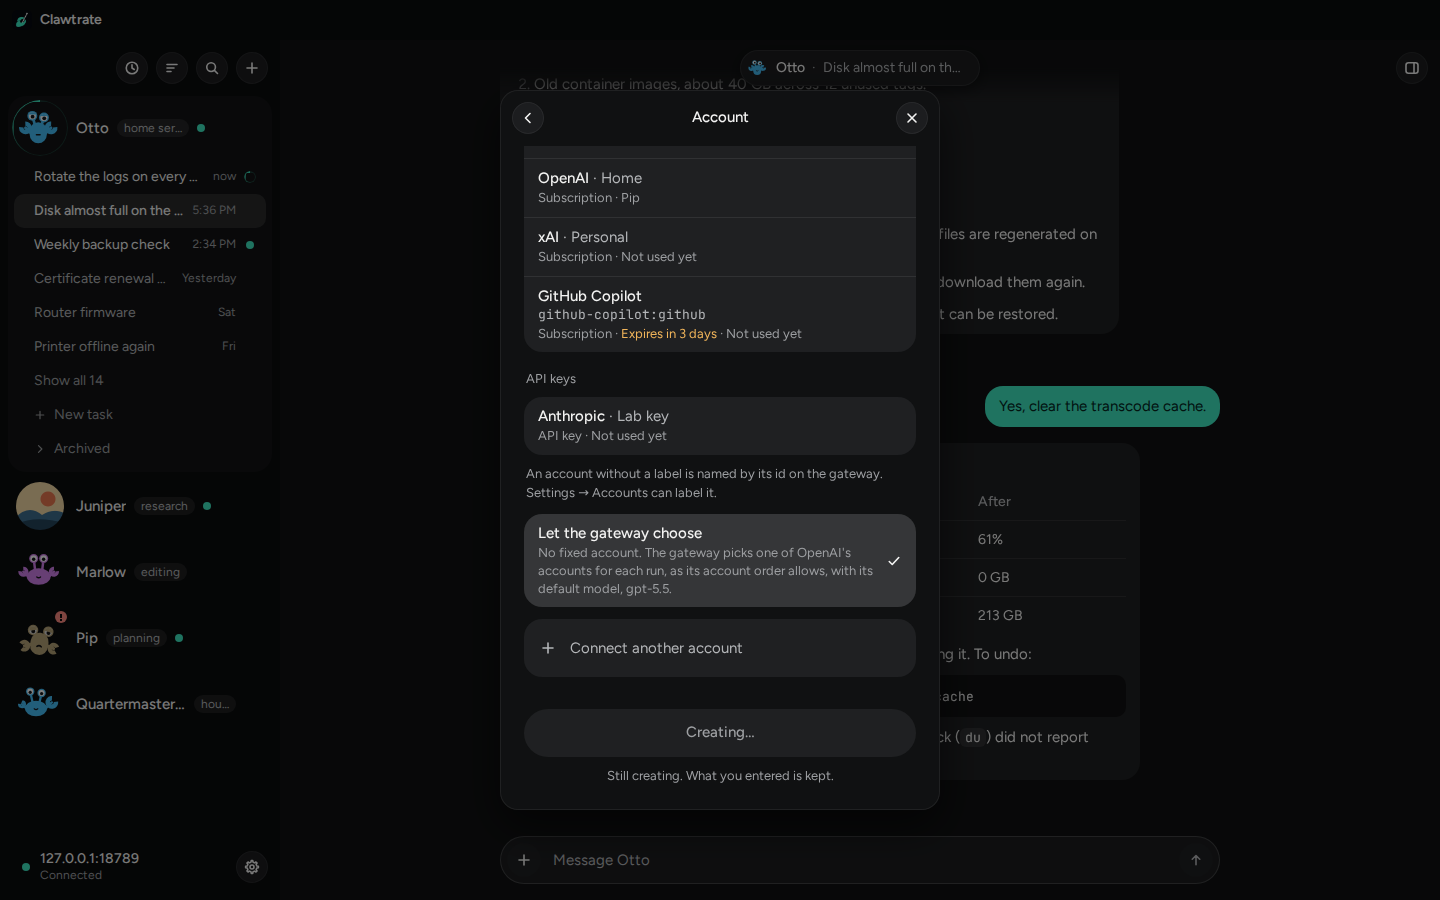 Clawtrate
Otto · Disk almost full on th...
2. Old container images, about 40 GB across 12 unused tags.
Otto home ser...
Rotate the logs on every ... now
Disk almost full on the ... 5:36 PM
Weekly backup check 2:34 PM
Certificate renewal ... Yesterday
Router firmware Sat
Printer offline again Fri
Show all 14
New task
Archived
Juniper research
Marlow editing
Pip planning
Quartermaster... hou...
127.0.0.1:18789
Connected
Account
OpenAI · Home
Subscription · Pip
xAI · Personal
Subscription · Not used yet
GitHub Copilot
github-copilot:github
Subscription · Expires in 3 days · Not used yet
API keys
Anthropic · Lab key
API key · Not used yet
An account without a label is named by its id on the gateway.
Settings → Accounts can label it.
Let the gateway choose
No fixed account. The gateway picks one of OpenAI's
accounts for each run, as its account order allows, with its
default model, gpt-5.5.
Connect another account
Creating...
Still creating. What you entered is kept.
files are regenerated on
download them again.
t can be restored.
Yes, clear the transcode cache.
After
61%
0 GB
213 GB
ng it. To undo:
cache
ck ( du ) did not report
Message Otto